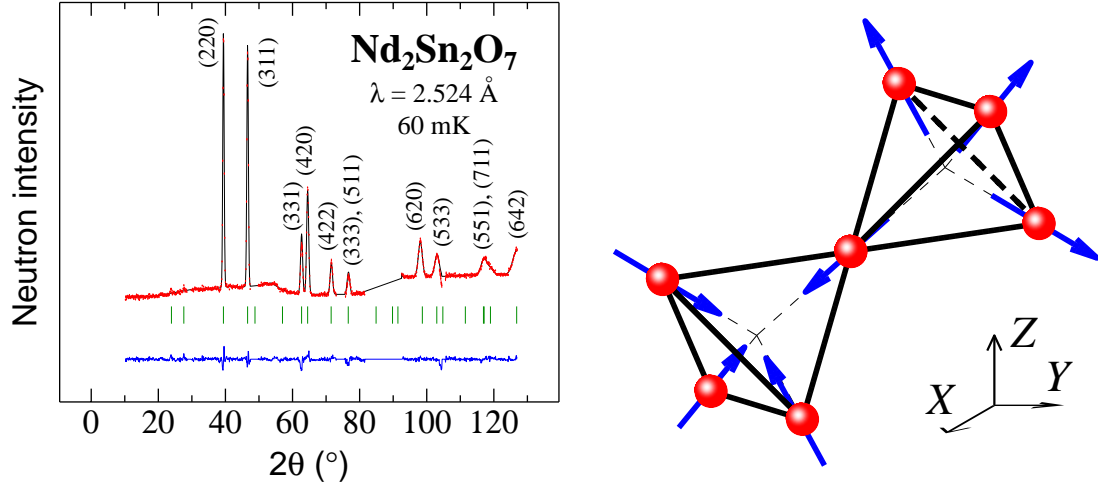 Nd₂Sn₂O₇
λ = 2.524 Å
60 mK
(220)
(311)
(331)
(420)
(422)
(333), (511)
(620)
(533)
(551), (711)
(642)
Neutron intensity
0 20 40 60 80 100 120
2θ (°)
Z
Y
X